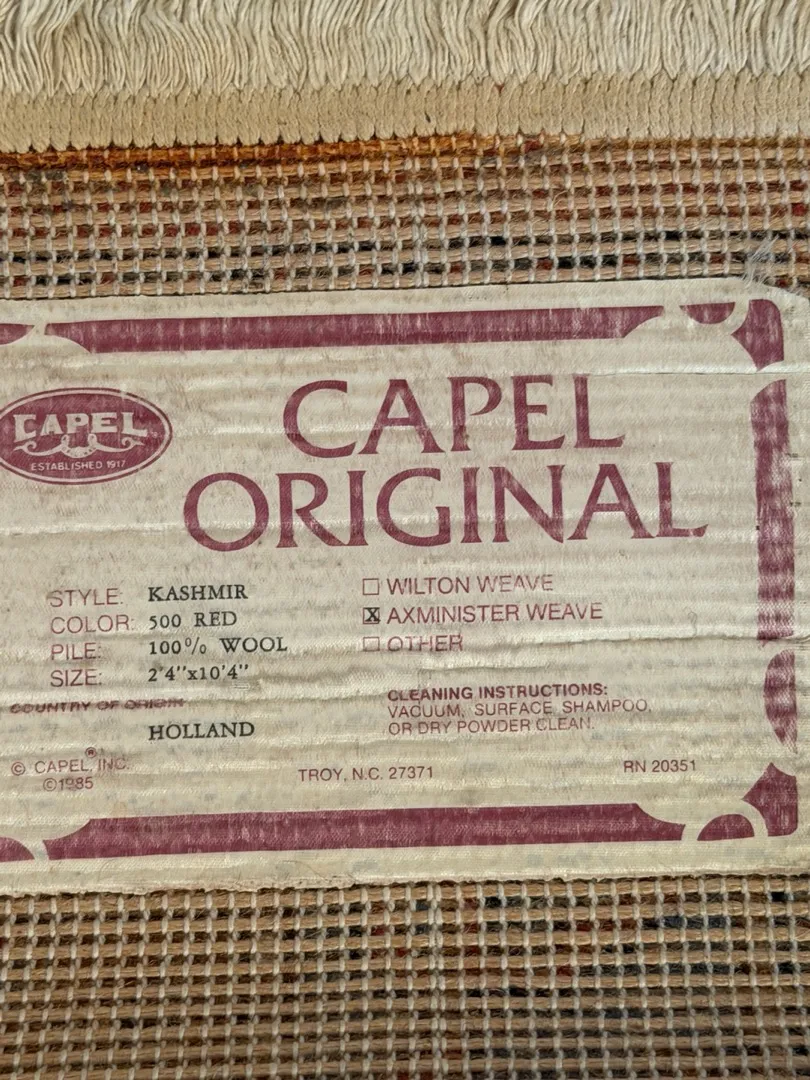 CAPEL
ESTABLISHED 1917
CAPEL
ORIGINAL
STYLE: KASHMIR
COLOR: 500 RED
PILE: 100% WOOL
SIZE: 2'4"x10'4"
COUNTRY OF ORIGIN
HOLLAND
☐ WILTON WEAVE
☒ AXMINISTER WEAVE
☐ OTHER
CLEANING INSTRUCTIONS:
VACUUM, SURFACE SHAMPOO,
OR DRY POWDER CLEAN.
© CAPEL, INC.®
©1985
TROY, N.C. 27371
RN 20351